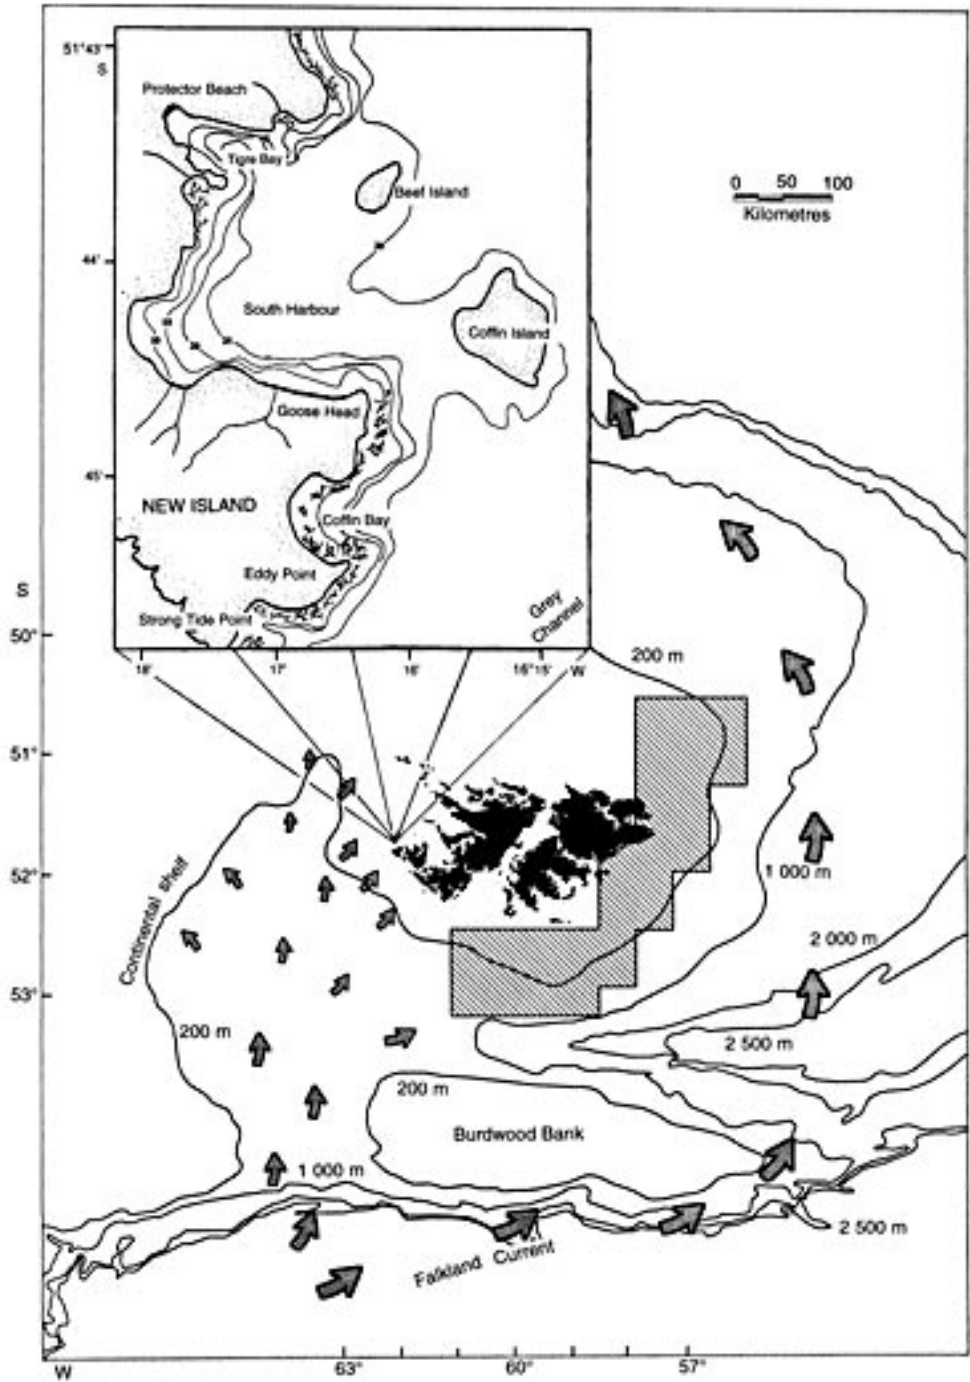 51°43'
S
Protector Beach
Tigre Bay
Beef Island
44'
South Harbour
Coffin Island
Goose Head
45'
NEW ISLAND
Coffin Bay
Eddy Point
Strong Tide Point
Grey
Channel
18'
17'
16'
16°15'
W
0 50 100
Kilometres
S
50°
51°
52°
53°
200 m
1 000 m
2 000 m
2 500 m
Continental shelf
200 m
200 m
Burdwood Bank
1 000 m
2 500 m
Falkland Current
W
63°
60°
57°